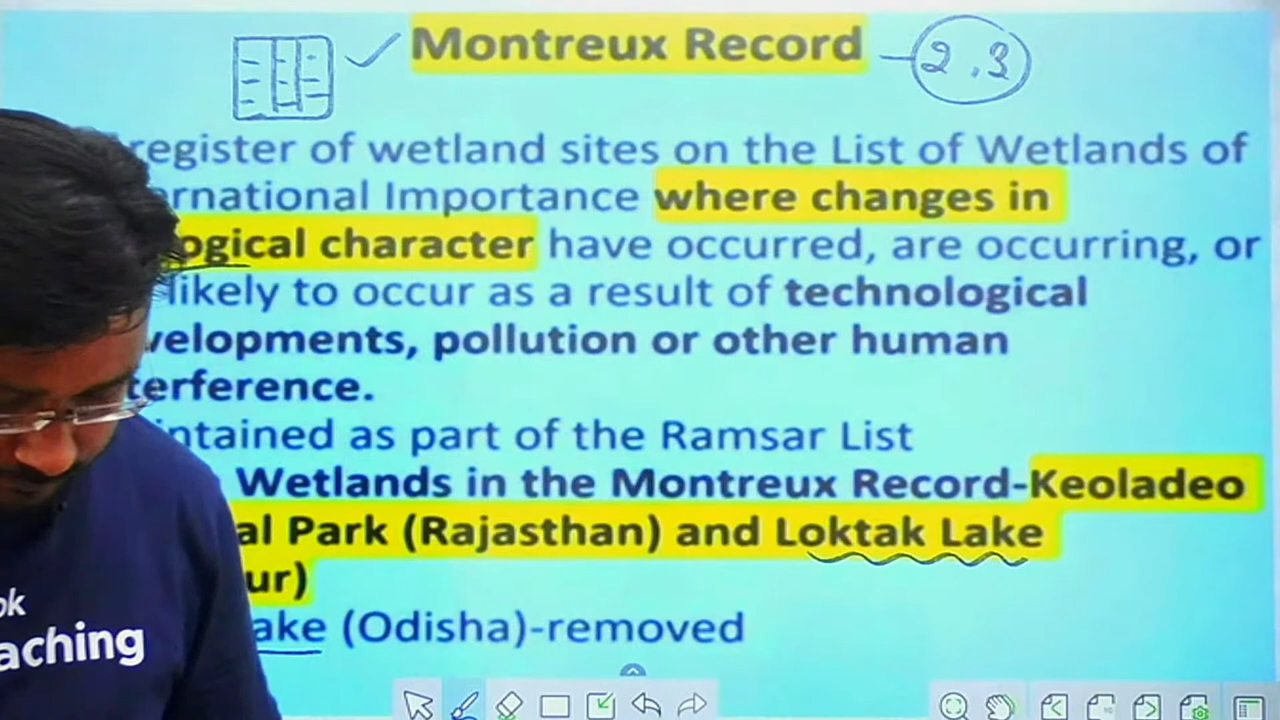 Montreux Record
2.3
register of wetland sites on the List of Wetlands of
rnational Importance where changes in
ogical character have occurred, are occurring, or
likely to occur as a result of technological
velopments, pollution or other human
terference.
intained as part of the Ramsar List
Wetlands in the Montreux Record-Keoladeo
al Park (Rajasthan) and Loktak Lake
ur)
ake (Odisha)-removed
ok
aching